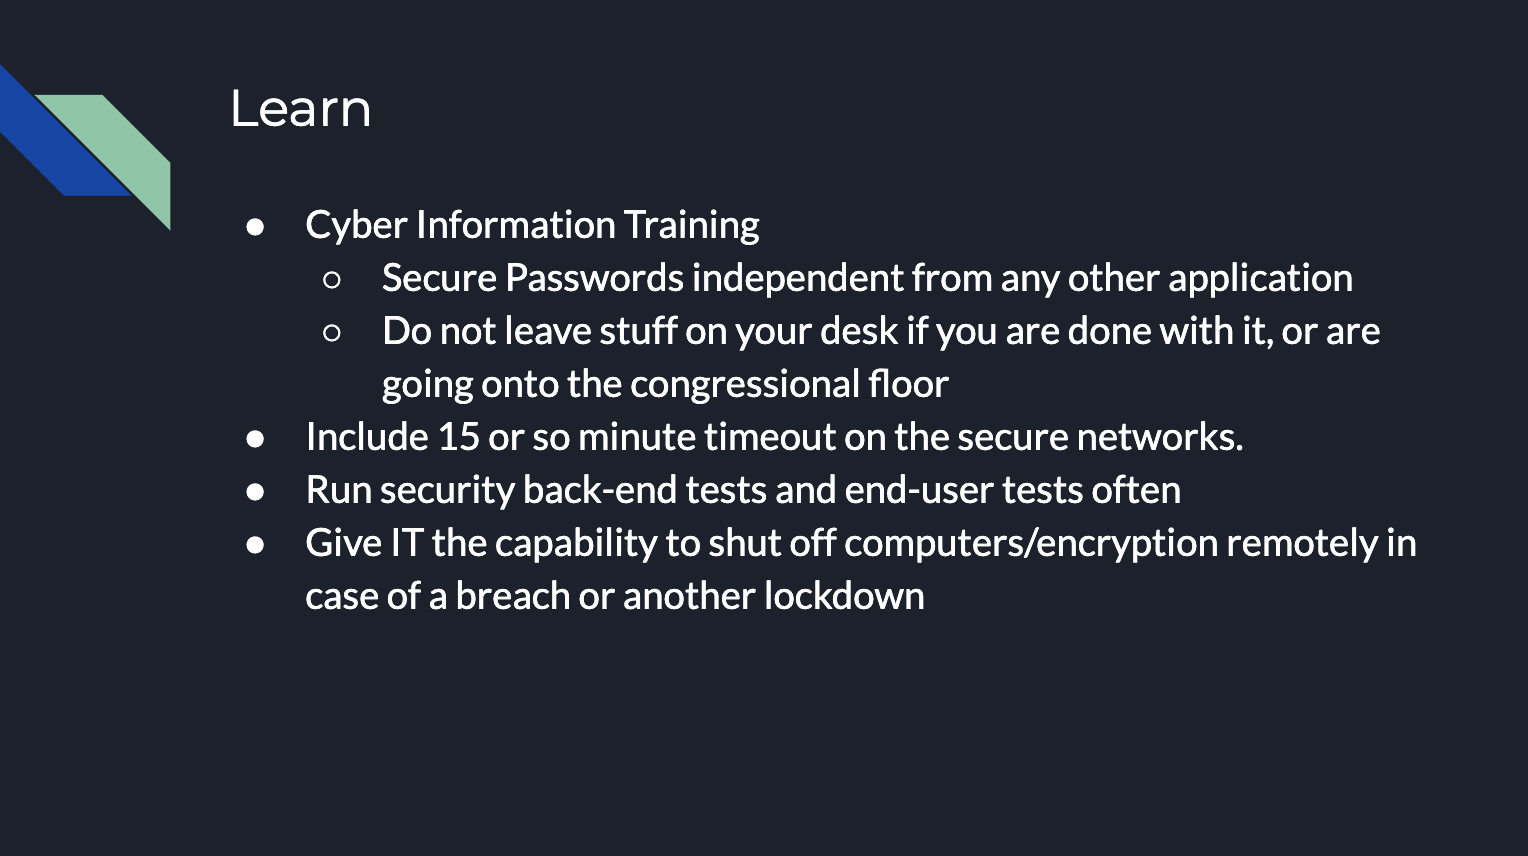 Learn
● Cyber Information Training
○ Secure Passwords independent from any other application
○ Do not leave stuff on your desk if you are done with it, or are
going onto the congressional floor
● Include 15 or so minute timeout on the secure networks.
● Run security back-end tests and end-user tests often
● Give IT the capability to shut off computers/encryption remotely in
case of a breach or another lockdown